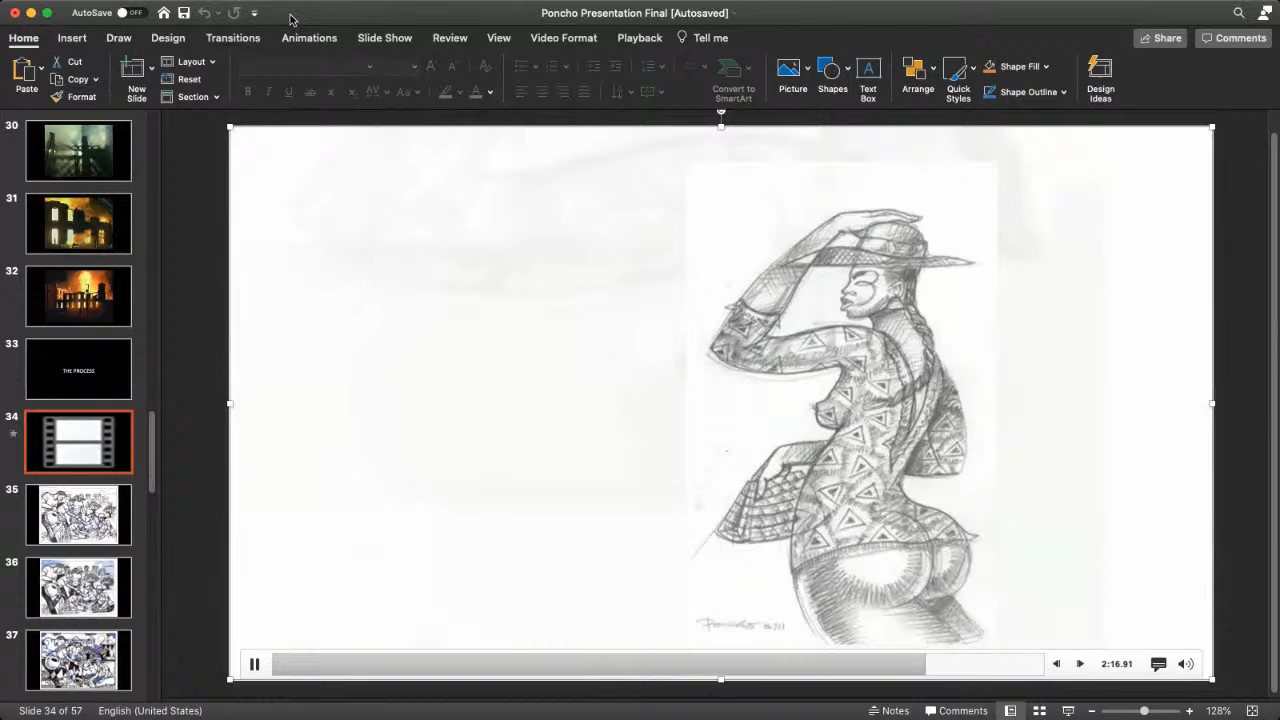 AutoSave OFF
Poncho Presentation Final [Autosaved]
Home Insert Draw Design Transitions Animations Slide Show Review View Video Format Playback Tell me
Share Comments
Paste
Cut
Copy
Format
New
Slide
Layout
Reset
Section
Convert to
SmartArt
Picture
Shapes
Text
Box
Arrange
Quick
Styles
Shape Fill
Shape Outline
Design
Ideas
30
31
32
33
THE PROCESS
34
35
36
37
2:16.91
Slide 34 of 57 English (United States)
Notes Comments 128%